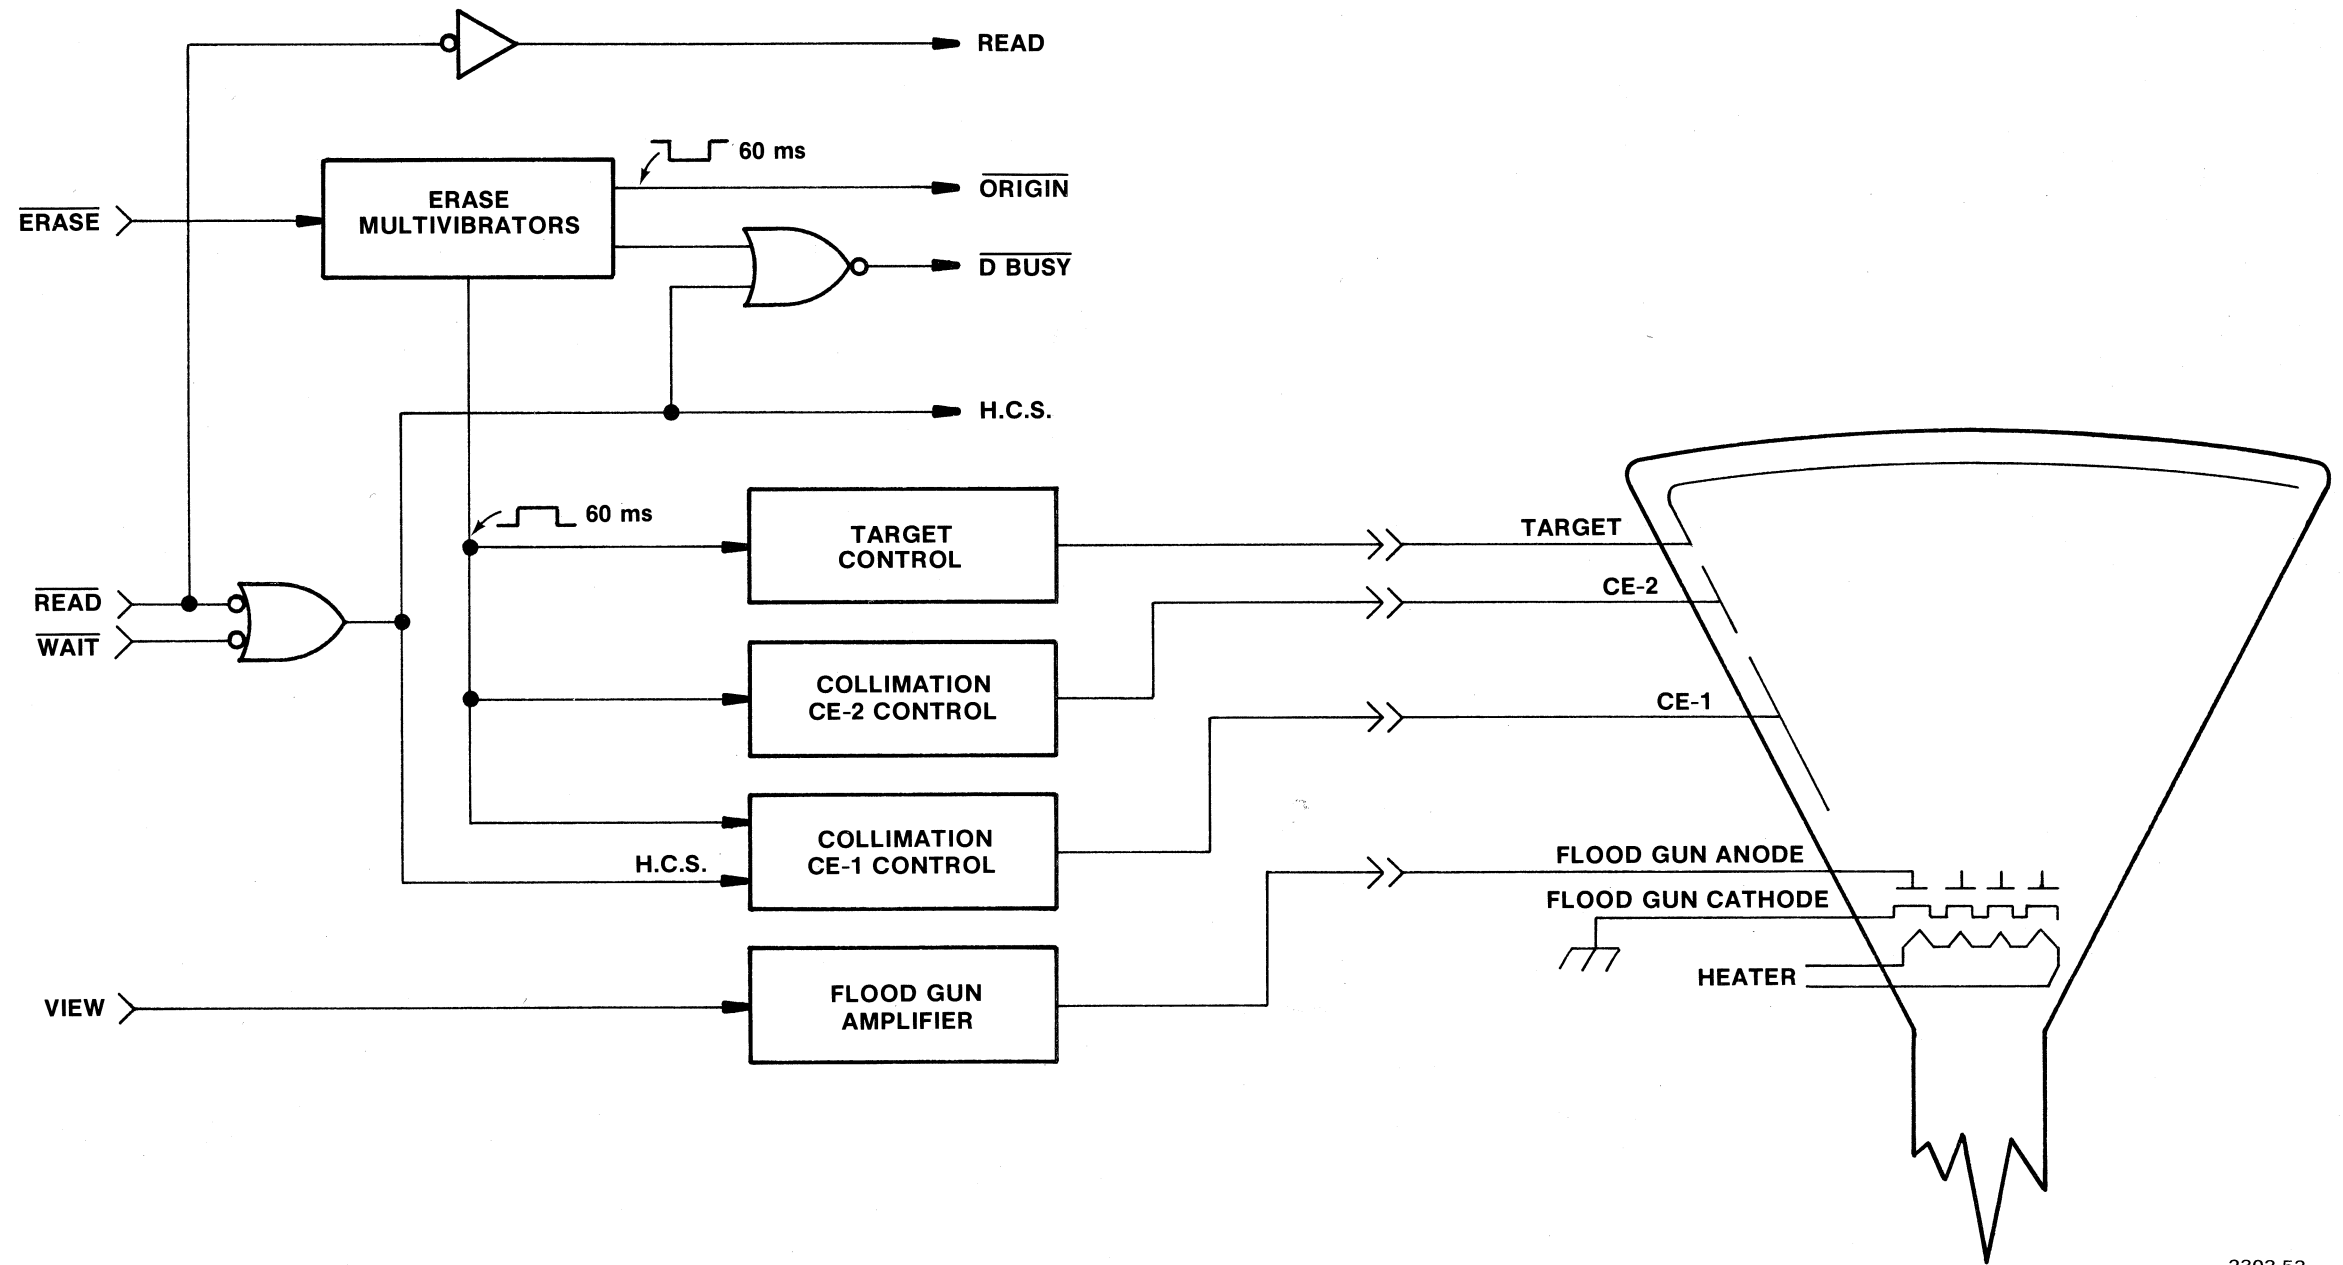 READ
60 ms
ERASE
MULTIVIBRATORS
ORIGIN
ERASE
D BUSY
H.C.S.
60 ms
TARGET
CONTROL
TARGET
CE-2
READ
WAIT
COLLIMATION
CE-2 CONTROL
CE-1
COLLIMATION
CE-1 CONTROL
H.C.S.
FLOOD GUN ANODE
FLOOD GUN CATHODE
HEATER
VIEW
FLOOD GUN
AMPLIFIER